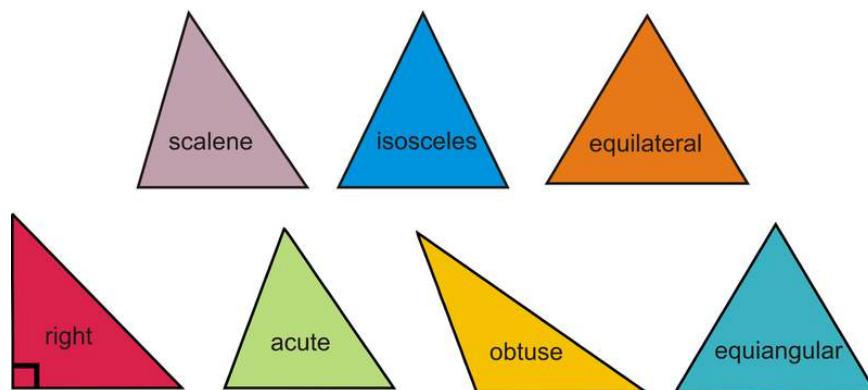 scalene
isosceles
equilateral
right
acute
obtuse
equiangular